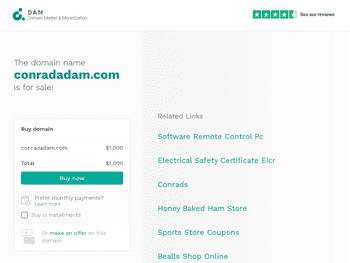 DAN
Domain Market & Monetization
See our reviews
The domain name
conradadam.com
is for sale!
Buy domain
conradadam.com $1,000
Total $1,000
Buy now
Prefer monthly payments?
Learn more
Buy in installments
Or make an offer on this
domain
Related Links
Software Remote Control Pc
Electrical Safety Certificate Eicr
Conrads
Honey Baked Ham Store
Sports Store Coupons
Bealls Shop Online